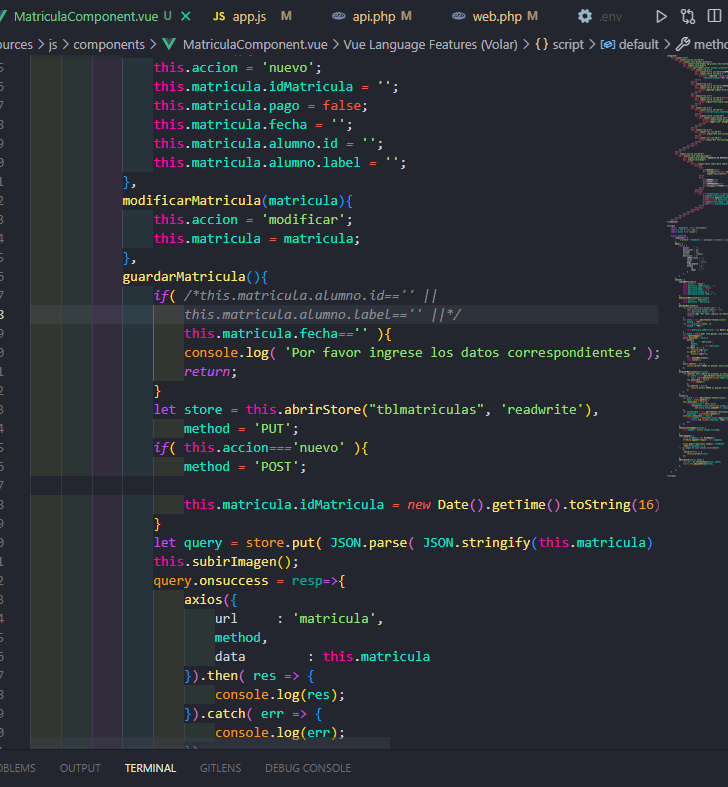 MatriculaComponent.vue U
JS app.js M
api.php M
web.php M
.env
ources > js > components > MatriculaComponent.vue > Vue Language Features (Volar) > {} script > default > metho
this.accion = 'nuevo';
this.matricula.idMatricula = '';
this.matricula.pago = false;
this.matricula.fecha = '';
this.matricula.alumno.id = '';
this.matricula.alumno.label = '';
},
modificarMatricula(matricula){
this.accion = 'modificar';
this.matricula = matricula;
},
guardarMatricula(){
if( /*this.matricula.alumno.id=='' ||
this.matricula.alumno.label=='' ||*/
this.matricula.fecha=='' ){
console.log( 'Por favor ingrese los datos correspondientes' );
return;
}
let store = this.abrirStore("tblmatriculas", 'readwrite'),
method = 'PUT';
if( this.accion==='nuevo' ){
method = 'POST';
this.matricula.idMatricula = new Date().getTime().toString(16)
}
let query = store.put( JSON.parse( JSON.stringify(this.matricula)
this.subirImagen();
query.onsuccess = resp=>{
axios({
url : 'matricula',
method,
data : this.matricula
}).then( res => {
console.log(res);
}).catch( err => {
console.log(err);
})
OBLEMS OUTPUT TERMINAL GITLENS DEBUG CONSOLE